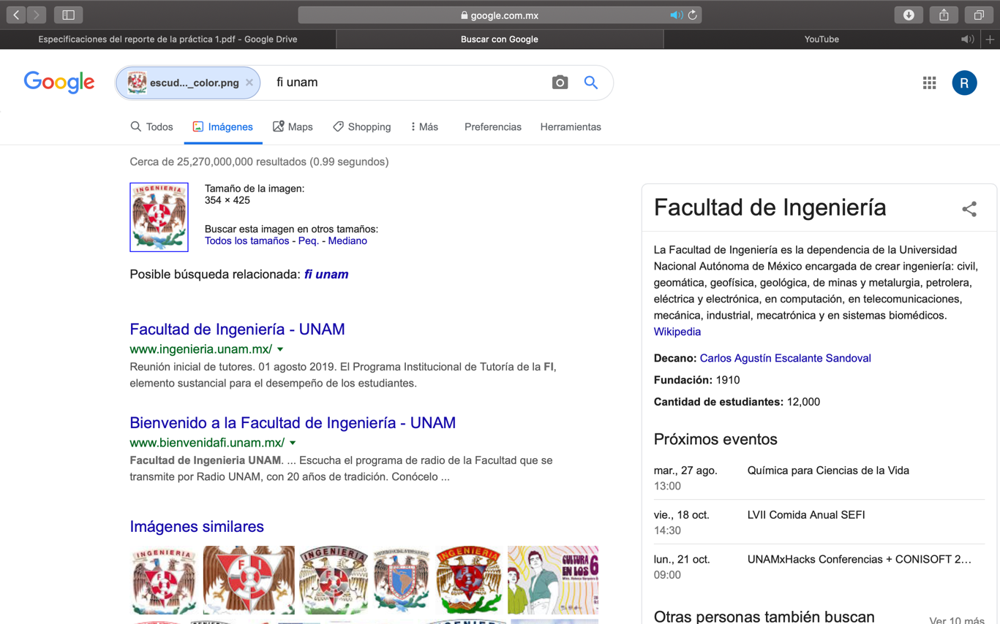 google.com.mx
Especificaciones del reporte de la práctica 1.pdf - Google Drive
Buscar con Google
YouTube
Google
escud..._color.png
fi unam
R
Todos
Imágenes
Maps
Shopping
Más
Preferencias
Herramientas
Cerca de 25,270,000,000 resultados (0.99 segundos)
INGENIERIA
Tamaño de la imagen:
354 × 425
Buscar esta imagen en otros tamaños:
Todos los tamaños - Peq. - Mediano
Posible búsqueda relacionada: fi unam
Facultad de Ingeniería - UNAM
www.ingenieria.unam.mx/
Reunión inicial de tutores. 01 agosto 2019. El Programa Institucional de Tutoría de la FI,
elemento sustancial para el desempeño de los estudiantes.
Bienvenido a la Facultad de Ingeniería - UNAM
www.bienvenidafi.unam.mx/
Facultad de Ingenieria UNAM. ... Escucha el programa de radio de la Facultad que se
transmite por Radio UNAM, con 20 años de tradición. Conócelo ...
Imágenes similares
INGENIERIA
FI
INGENIERIA
INGENIERIA
CULTURA
EN LOS 6
Facultad de Ingeniería
La Facultad de Ingeniería es la dependencia de la Universidad
Nacional Autónoma de México encargada de crear ingeniería: civil,
geomática, geofísica, geológica, de minas y metalurgia, petrolera,
eléctrica y electrónica, en computación, en telecomunicaciones,
mecánica, industrial, mecatrónica y en sistemas biomédicos.
Wikipedia
Decano: Carlos Agustín Escalante Sandoval
Fundación: 1910
Cantidad de estudiantes: 12,000
Próximos eventos
mar., 27 ago.
13:00
Química para Ciencias de la Vida
vie., 18 oct.
14:30
LVII Comida Anual SEFI
lun., 21 oct.
09:00
UNAMxHacks Conferencias + CONISOFT 2...
Otras personas también buscan
Ver 10 más